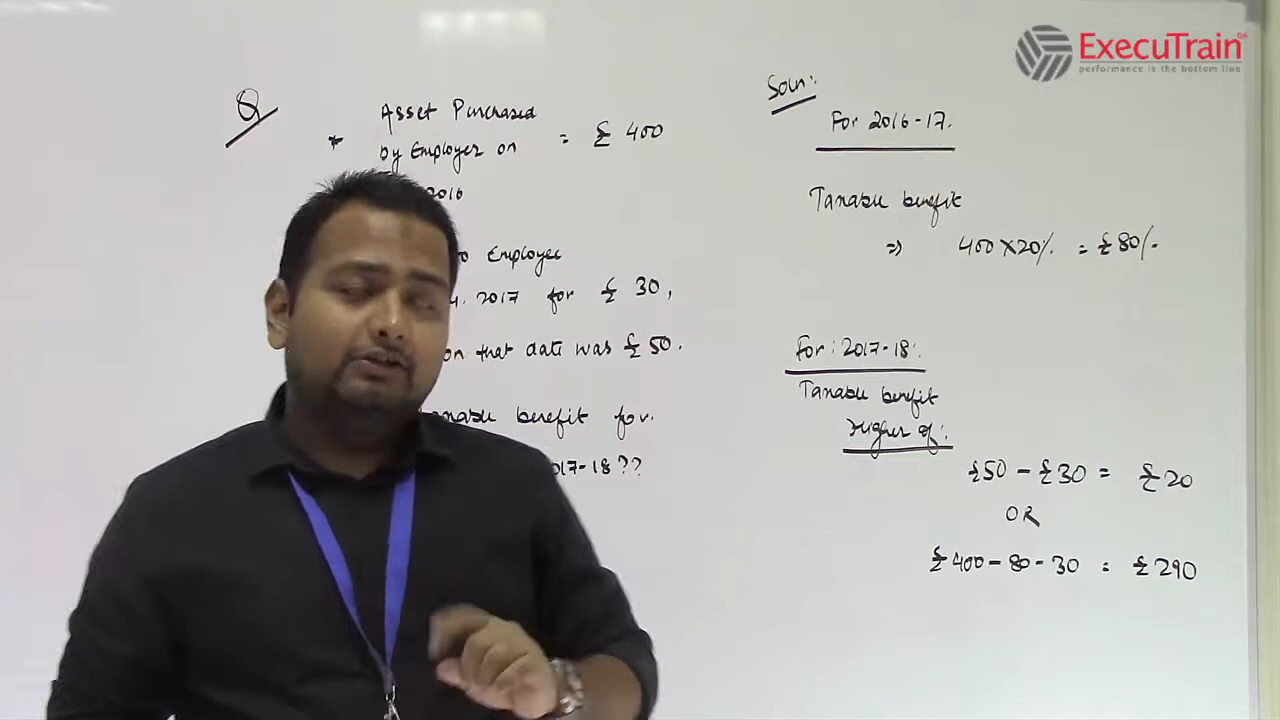 ExecuTrain
performance is the bottom line
Q
* Asset Purchased
by Employer on = £ 400
2016
Employee
2017 for £ 30,
on that date was £ 50.
benefit for.
17-18 ??
Soln:
For 2016-17.
Taxable benefit
=> 400 X 20% = £80/-
For: 2017-18:
Taxable benefit
Higher of:
£50 - £30 = £20
OR
£400 - 80 - 30 = £290